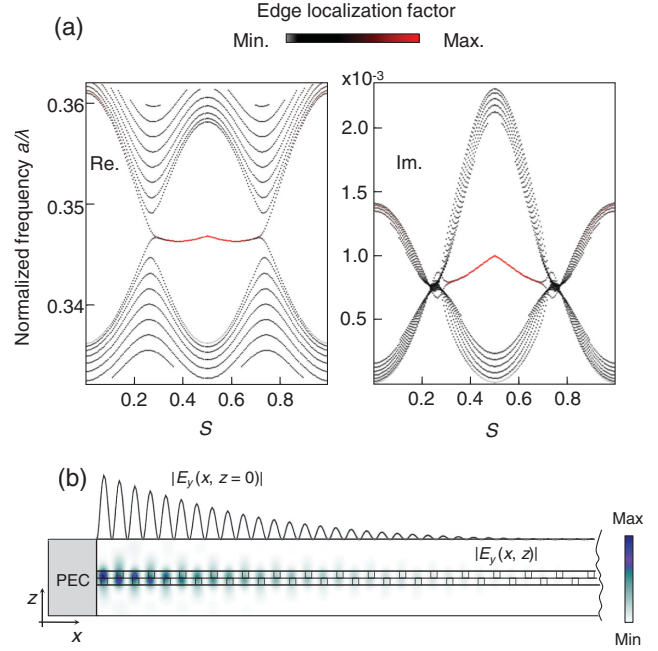 Edge localization factor
(a)
Min.
Max.
x10-3
Normalized frequency a/λ
0.36
0.35
0.34
Re.
0.2 0.4 0.6 0.8
S
2.0
1.5
1.0
0.5
Im.
0.2 0.4 0.6 0.8
S
(b)
|Ey(x, z=0)|
|Ey(x, z)|
PEC
z
x
Max
Min